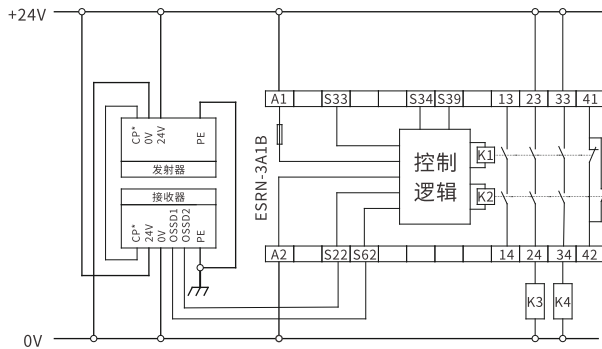 +24V
A1 S33 S34 S39 13 23 33 41
CP* 0V 24V PE
发射器
接收器
CP* 24V 0V OSSD1 OSSD2 PE
ESRN-3A1B
控制
逻辑
K1
K2
A2 S22 S62 14 24 34 42
K3 K4
0V